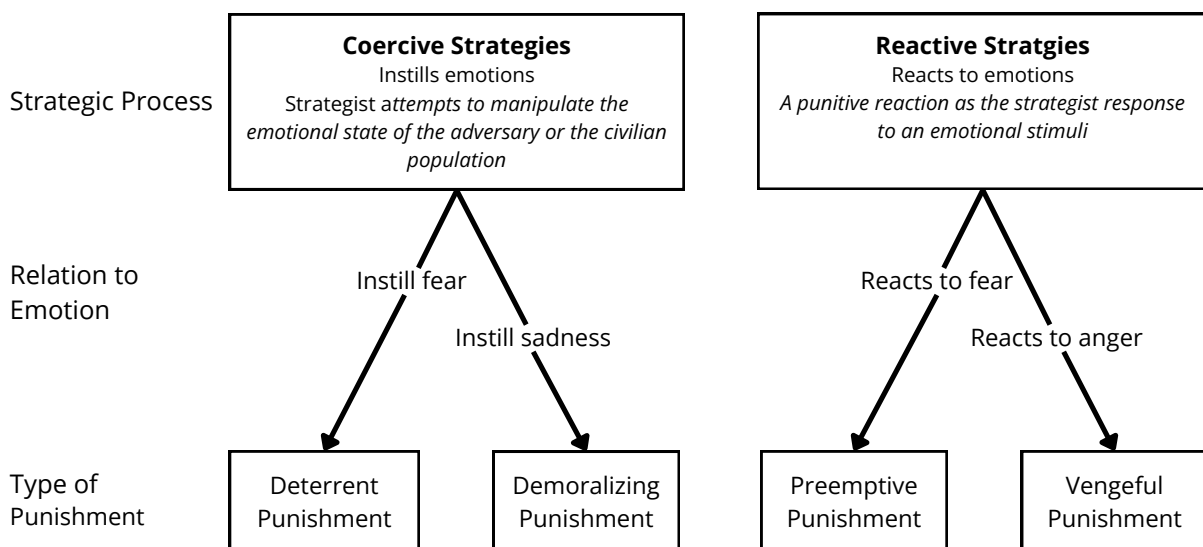 Coercive Strategies
Instills emotions
Strategist attempts to manipulate the
emotional state of the adversary or the civilian
population
Reactive Stratgies
Reacts to emotions
A punitive reaction as the strategist response
to an emotional stimuli
Strategic Process
Relation to
Emotion
Instill fear
Instill sadness
Reacts to fear
Reacts to anger
Type of
Punishment
Deterrent
Punishment
Demoralizing
Punishment
Preemptive
Punishment
Vengeful
Punishment